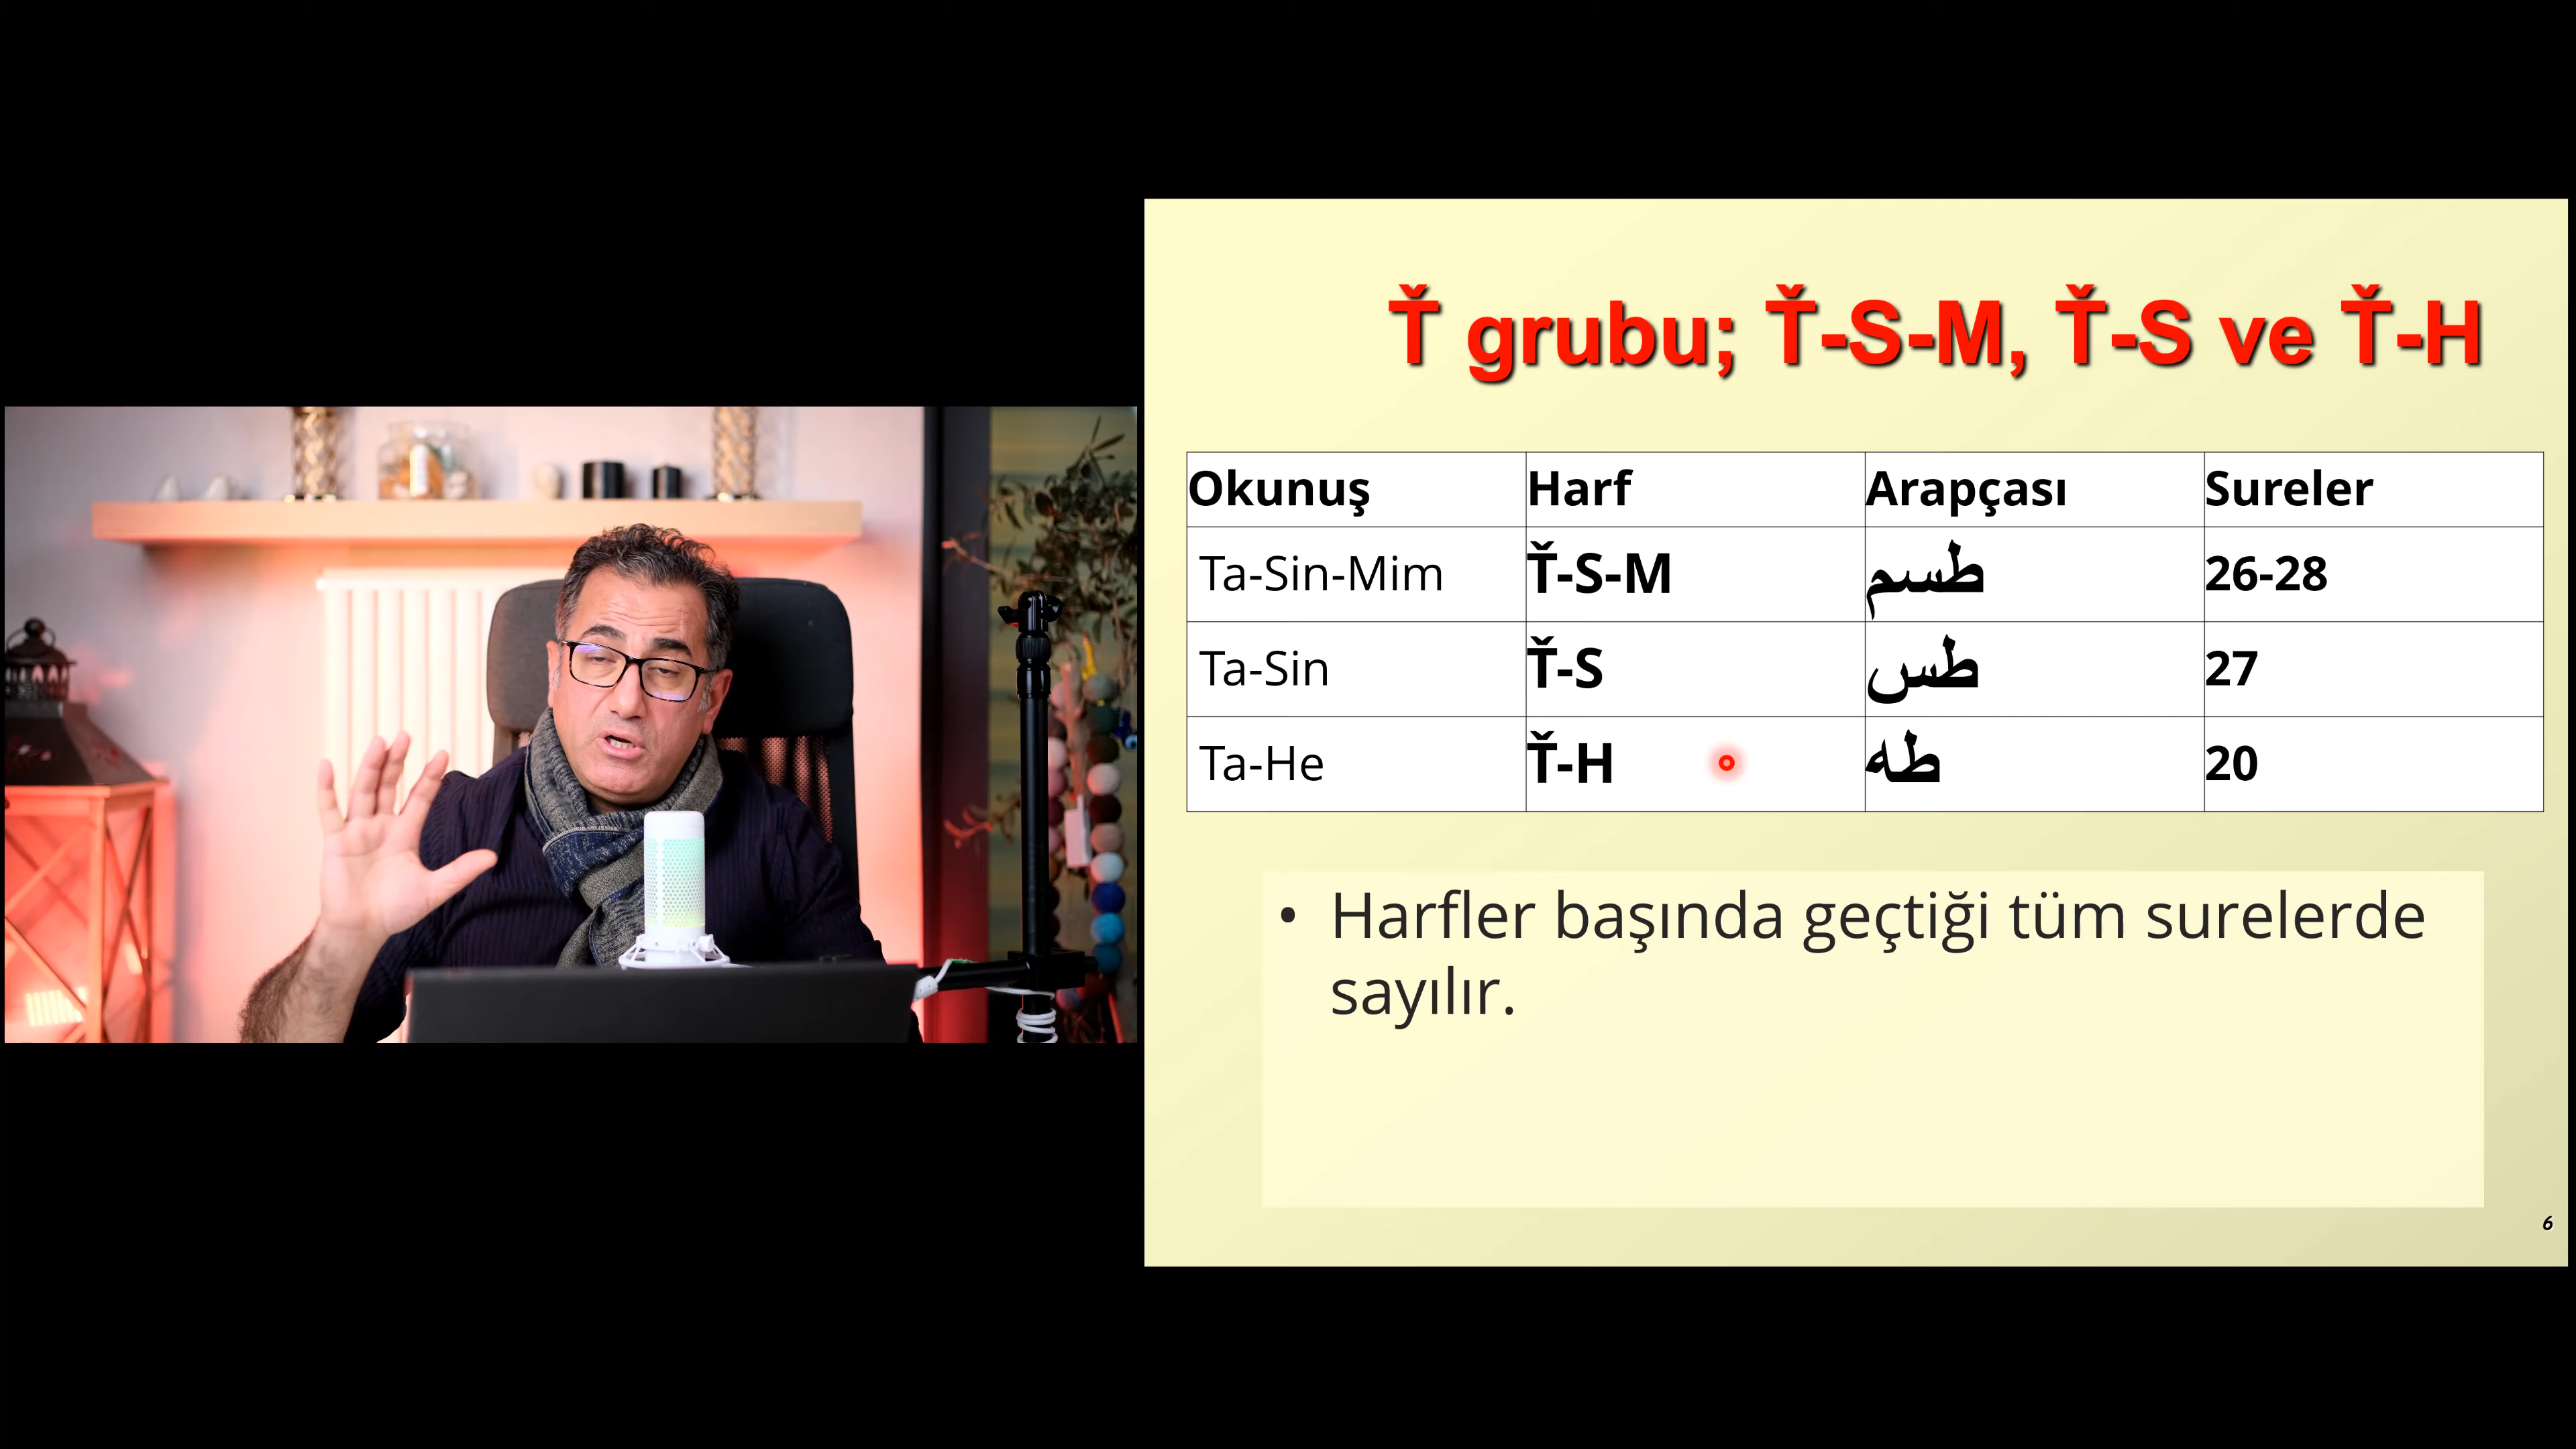 Ť grubu; Ť-S-M, Ť-S ve Ť-H
Okunuş Harf Arapçası Sureler
Ta-Sin-Mim Ť-S-M طسم 26-28
Ta-Sin Ť-S طس 27
Ta-He Ť-H طه 20
• Harfler başında geçtiği tüm surelerde
sayılır.
6